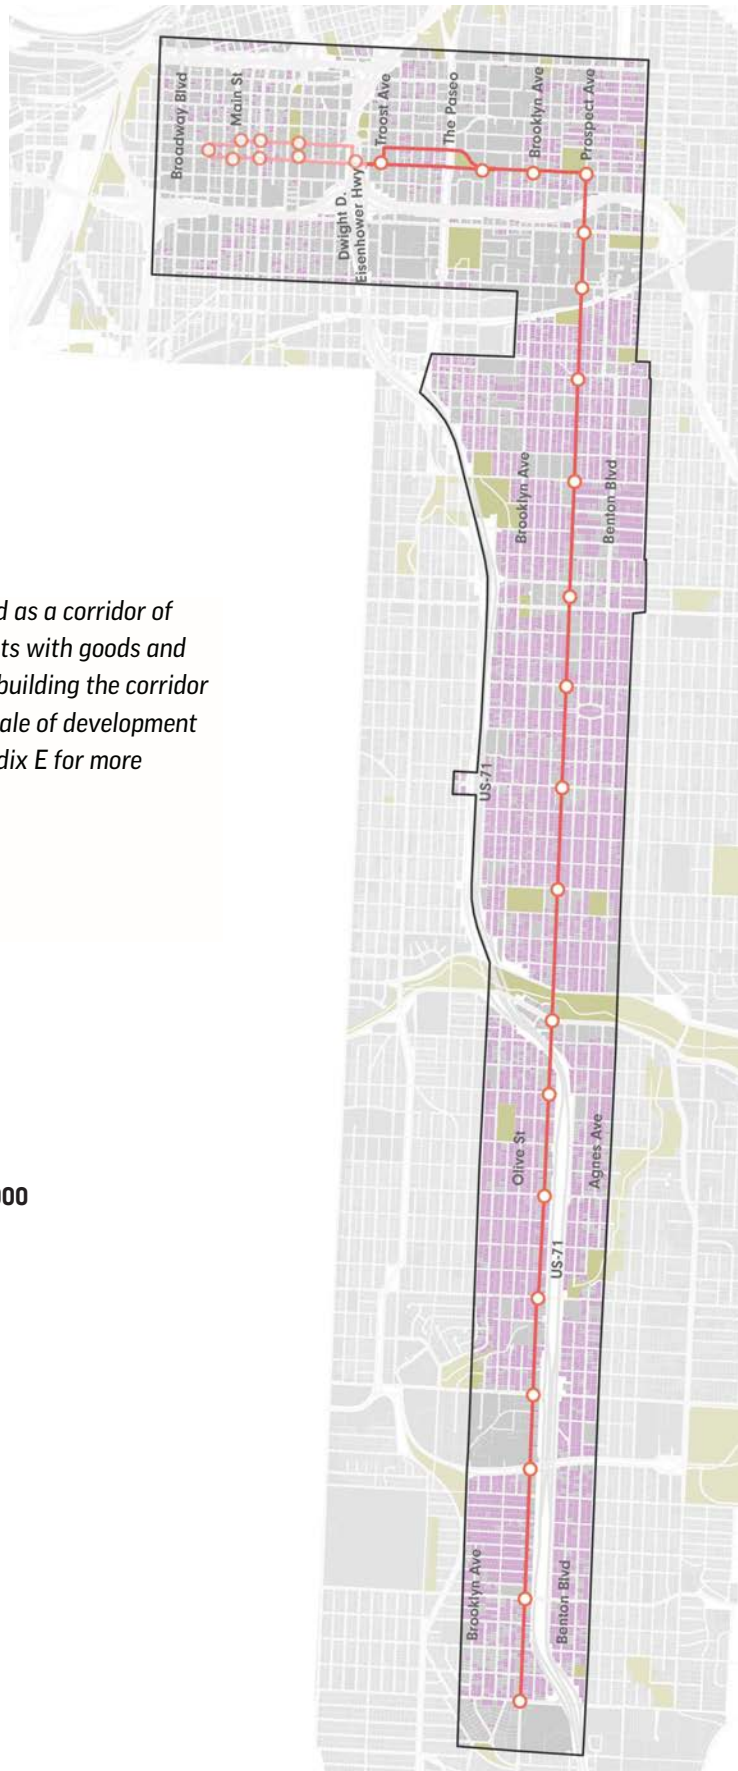 Broadway Blvd
Main St
Dwight D.
Eisenhower Hwy
Troost Ave
The Paseo
Brooklyn Ave
Prospect Ave
Brooklyn Ave
Benton Blvd
d as a corridor of
ts with goods and
building the corridor
ale of development
dix E for more
US-71
Olive St
Agnes Ave
000
US-71
Brooklyn Ave
Benton Blvd